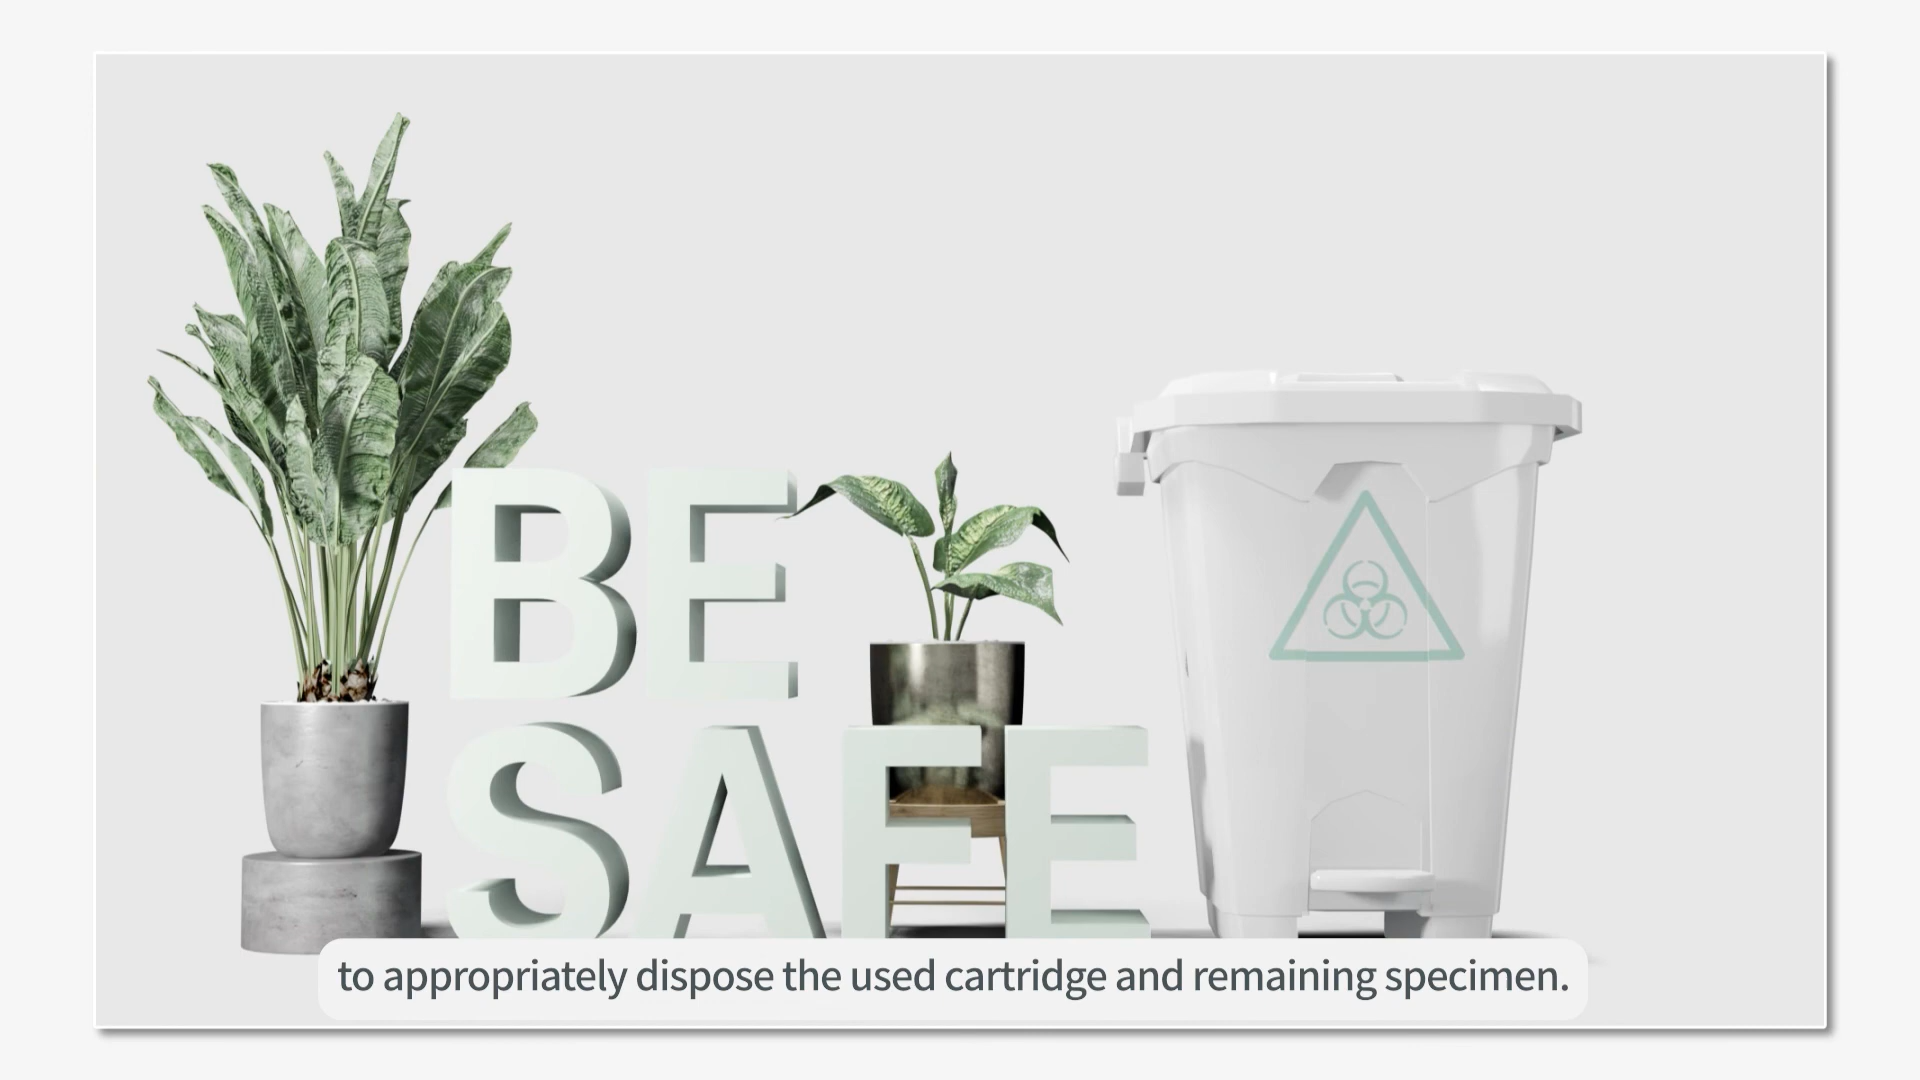 BE
SAFE
to appropriately dispose the used cartridge and remaining specimen.